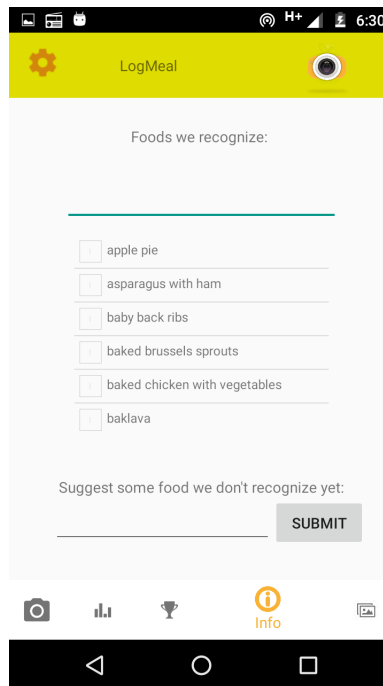 H+ 6:30
LogMeal
Foods we recognize:
apple pie
asparagus with ham
baby back ribs
baked brussels sprouts
baked chicken with vegetables
baklava
Suggest some food we don't recognize yet:
SUBMIT
Info